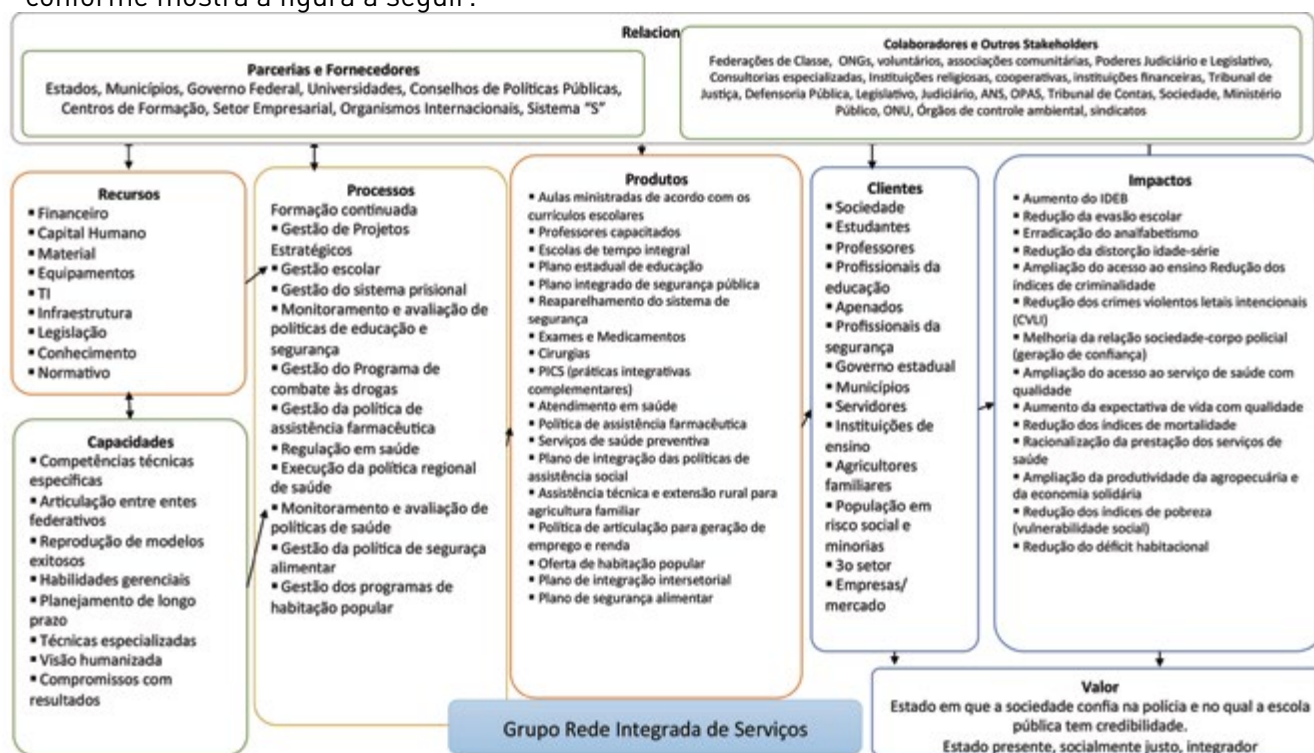 conforme mostra a figura a seguir:
Relacion
Parcerias e Fornecedores
Estados, Municípios, Governo Federal, Universidades, Conselhos de Políticas Públicas,
Centros de Formação, Setor Empresarial, Organismos Internacionais, Sistema “S”
Colaboradores e Outros Stakeholders
Federações de Classe, ONGs, voluntários, associações comunitárias, Poderes Judiciário e Legislativo,
Consultorias especializadas, Instituições religiosas, cooperativas, instituições financeiras, Tribunal de
Justiça, Defensoria Pública, Legislativo, Judiciário, ANS, OPAS, Tribunal de Contas, Sociedade, Ministério
Público, ONU, Órgãos de controle ambiental, sindicatos
Recursos
▪ Financeiro
▪ Capital Humano
▪ Material
▪ Equipamentos
▪ TI
▪ Infraestrutura
▪ Legislação
▪ Conhecimento
▪ Normativo
Capacidades
▪ Competências técnicas
específicas
▪ Articulação entre entes
federativos
▪ Reprodução de modelos
exitosos
▪ Habilidades gerenciais
▪ Planejamento de longo
prazo
▪ Técnicas especializadas
▪ Visão humanizada
▪ Compromissos com
resultados
Processos
Formação continuada
▪ Gestão de Projetos
Estratégicos
▪ Gestão escolar
▪ Gestão do sistema prisional
▪ Monitoramento e avaliação de
políticas de educação e
segurança
▪ Gestão do Programa de
combate às drogas
▪ Gestão da política de
assistência farmacêutica
▪ Regulação em saúde
▪ Execução da política regional
de saúde
▪ Monitoramento e avaliação de
políticas de saúde
▪ Gestão da política de seguraça
alimentar
▪ Gestão dos programas de
habitação popular
Produtos
▪ Aulas ministradas de acordo com os
currículos escolares
▪ Professores capacitados
▪ Escolas de tempo integral
▪ Plano estadual de educação
▪ Plano integrado de segurança pública
▪ Reaparelhamento do sistema de
segurança
▪ Exames e Medicamentos
▪ Cirurgias
▪ PICS (práticas integrativas
complementares)
▪ Atendimento em saúde
▪ Política de assistência farmacêutica
▪ Serviços de saúde preventiva
▪ Plano de integração das políticas de
assistência social
▪ Assistência técnica e extensão rural para
agricultura familiar
▪ Política de articulação para geração de
emprego e renda
▪ Oferta de habitação popular
▪ Plano de integração intersetorial
▪ Plano de segurança alimentar
Clientes
▪ Sociedade
▪ Estudantes
▪ Professores
▪ Profissionais da
educação
▪ Apenados
▪ Profissionais da
segurança
▪ Governo estadual
▪ Municípios
▪ Servidores
▪ Instituições de
ensino
▪ Agricultores
familiares
▪ População em
risco social e
minorias
▪ 3o setor
▪ Empresas/
mercado
Impactos
▪ Aumento do IDEB
▪ Redução da evasão escolar
▪ Erradicação do analfabetismo
▪ Redução da distorção idade-série
▪ Ampliação do acesso ao ensino Redução dos
índices de criminalidade
▪ Redução dos crimes violentos letais intencionais
(CVLI)
▪ Melhoria da relação sociedade-corpo policial
(geração de confiança)
▪ Ampliação do acesso ao serviço de saúde com
qualidade
▪ Aumento da expectativa de vida com qualidade
▪ Redução dos índices de mortalidade
▪ Racionalização da prestação dos serviços de
saúde
▪ Ampliação da produtividade da agropecuária e
da economia solidária
▪ Redução dos índices de pobreza
(vulnerabilidade social)
▪ Redução do déficit habitacional
Grupo Rede Integrada de Serviços
Valor
Estado em que a sociedade confia na polícia e no qual a escola
pública tem credibilidade.
Estado presente, socialmente justo, integrador